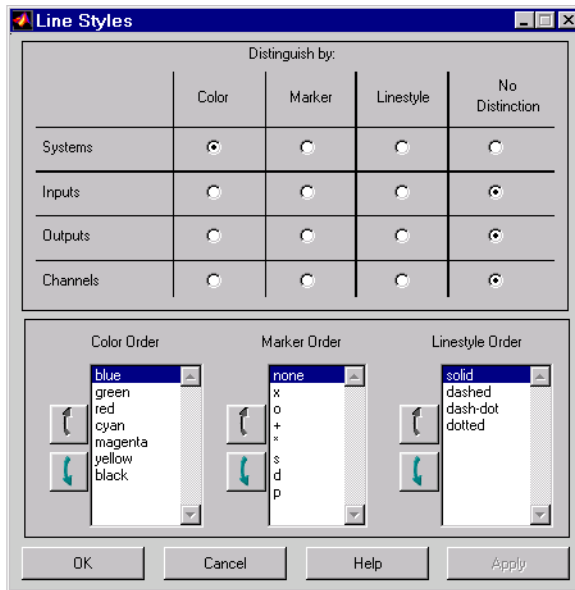 Line Styles
Distinguish by:
Color Marker Linestyle No Distinction
Systems
Inputs
Outputs
Channels
Color Order Marker Order Linestyle Order
blue
green
red
cyan
magenta
yellow
black
none
x
o
+
*
s
d
p
solid
dashed
dash-dot
dotted
OK Cancel Help Apply